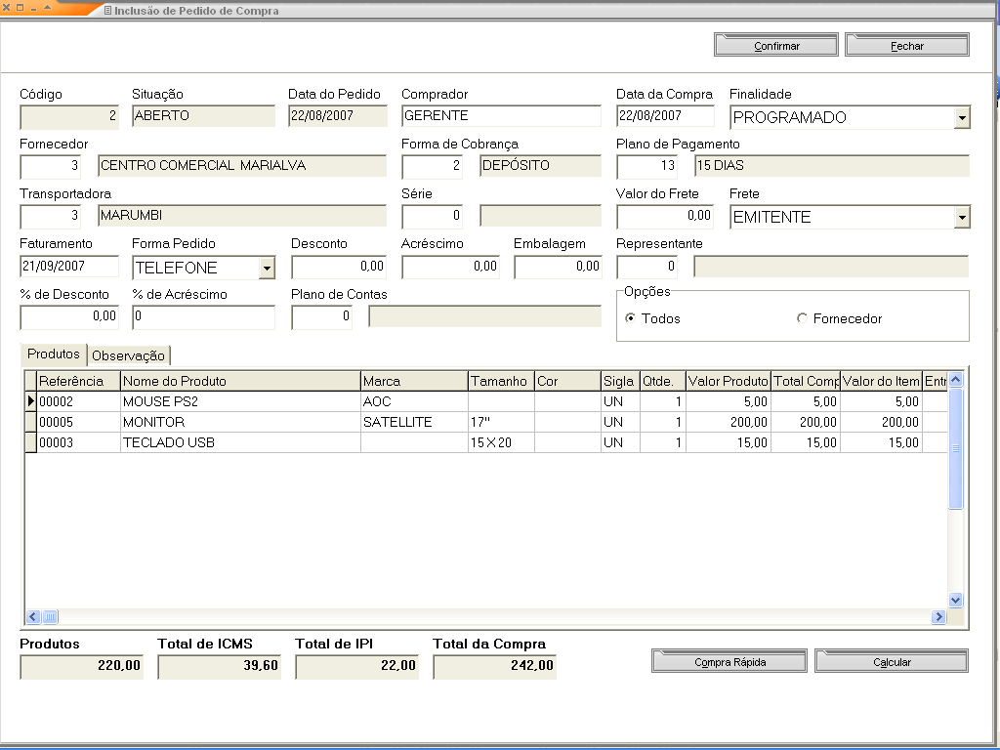 Inclusão de Pedido de Compra
Confirmar Fechar
Código Situação Data do Pedido Comprador Data da Compra Finalidade
2 ABERTO 22/08/2007 GERENTE 22/08/2007 PROGRAMADO
Fornecedor Forma de Cobrança Plano de Pagamento
3 CENTRO COMERCIAL MARIALVA 2 DEPÓSITO 13 15 DIAS
Transportadora Série Valor do Frete Frete
3 MARUMBI 0 0,00 EMITENTE
Faturamento Forma Pedido Desconto Acréscimo Embalagem Representante
21/09/2007 TELEFONE 0,00 0,00 0,00 0
% de Desconto % de Acréscimo Plano de Contas Opções
0,00 0 0 Todos Fornecedor
Produtos Observação
Referência Nome do Produto Marca Tamanho Cor Sigla Qtde. Valor Produto Total Comp Valor do Item Entr
00002 MOUSE PS2 AOC UN 1 5,00 5,00 5,00
00005 MONITOR SATELLITE 17" UN 1 200,00 200,00 200,00
00003 TECLADO USB 15 X 20 UN 1 15,00 15,00 15,00
Produtos Total de ICMS Total de IPI Total da Compra
220,00 39,60 22,00 242,00
Compra Rápida Calcular